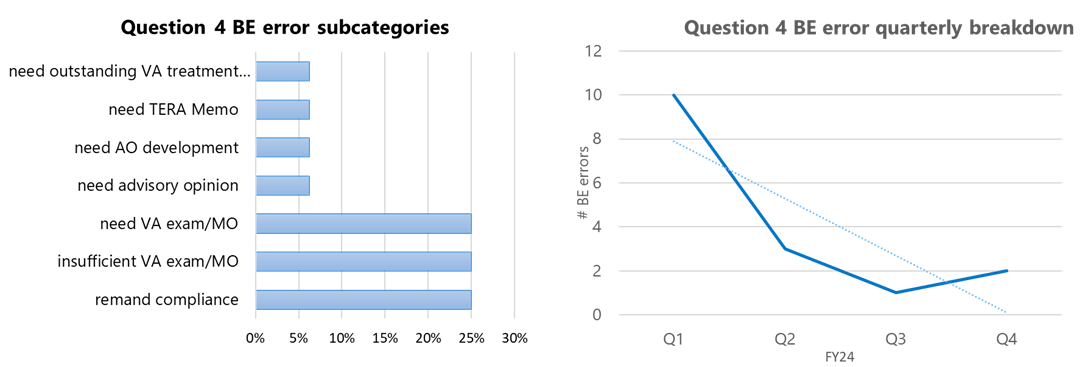 Question 4 BE error subcategories
need outstanding VA treatment...
need TERA Memo
need AO development
need advisory opinion
need VA exam/MO
insufficient VA exam/MO
remand compliance
0% 5% 10% 15% 20% 25% 30%
Question 4 BE error quarterly breakdown
12
10
8
6
4
2
0
# BE errors
Q1 Q2 Q3 Q4
FY24